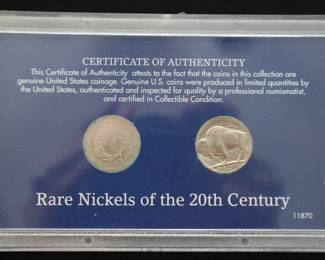 CERTIFICATE OF AUTHENTICITY
This Certificate of Authenticity attests to the fact that the coins in this collection are
genuine United States coinage. Genuine U.S. coins were produced in limited quantities by
the United States, authenticated and inspected for quality by a professional numismatist,
and certified in Collectible Condition.
Rare Nickels of the 20th Century
11870